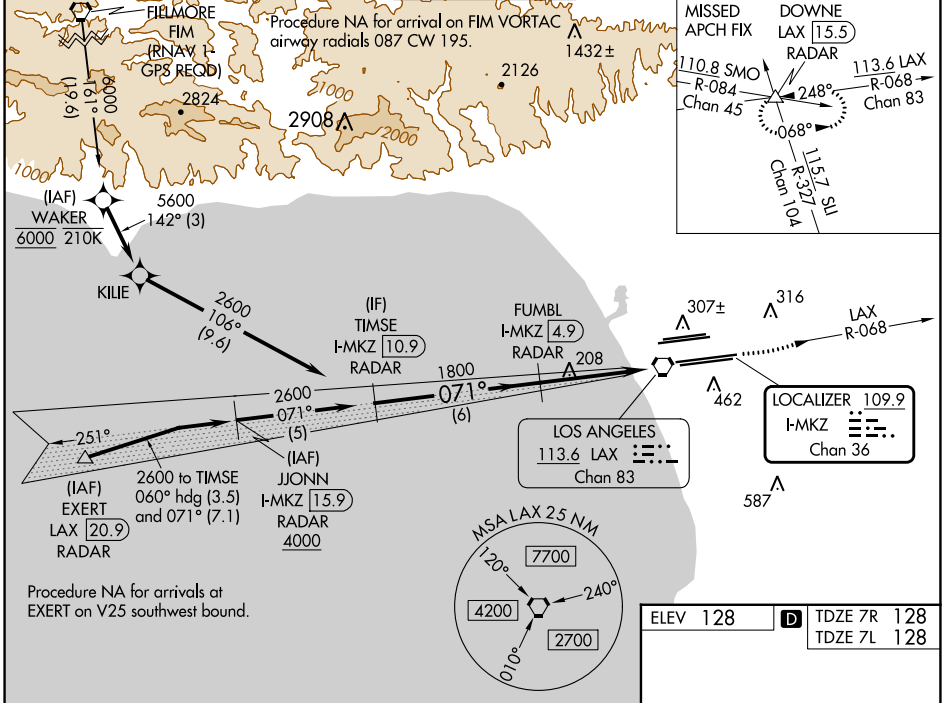 FILLMORE
FIM
(RNAV 1-
GPS REQD)
6000
161°
(19.6)
Procedure NA for arrival on FIM VORTAC
airway radials 087 CW 195.
1432±
2126
2824
2908
1000
2000
1000
MISSED
APCH FIX
DOWNE
LAX 15.5
RADAR
110.8 SMO
R-084
Chan 45
113.6 LAX
R-068
Chan 83
248°
068°
115.7 SLI
R-327
Chan 104
(IAF)
WAKER
6000 210K
5600
142° (3)
KILIE
2600
106°
(9.6)
(IF)
TIMSE
I-MKZ 10.9
RADAR
FUMBL
I-MKZ 4.9
RADAR
208
307±
316
LAX
R-068
462
587
1800
071°
(6)
2600
071°
(5)
251°
(IAF)
EXERT
LAX 20.9
RADAR
2600 to TIMSE
060° hdg (3.5)
and 071° (7.1)
(IAF)
JJONN
I-MKZ 15.9
RADAR
4000
LOS ANGELES
113.6 LAX
Chan 83
LOCALIZER 109.9
I-MKZ
Chan 36
MSA LAX 25 NM
120°
7700
240°
4200
2700
010°
Procedure NA for arrivals at
EXERT on V25 southwest bound.
ELEV 128
D
TDZE 7R 128
TDZE 7L 128